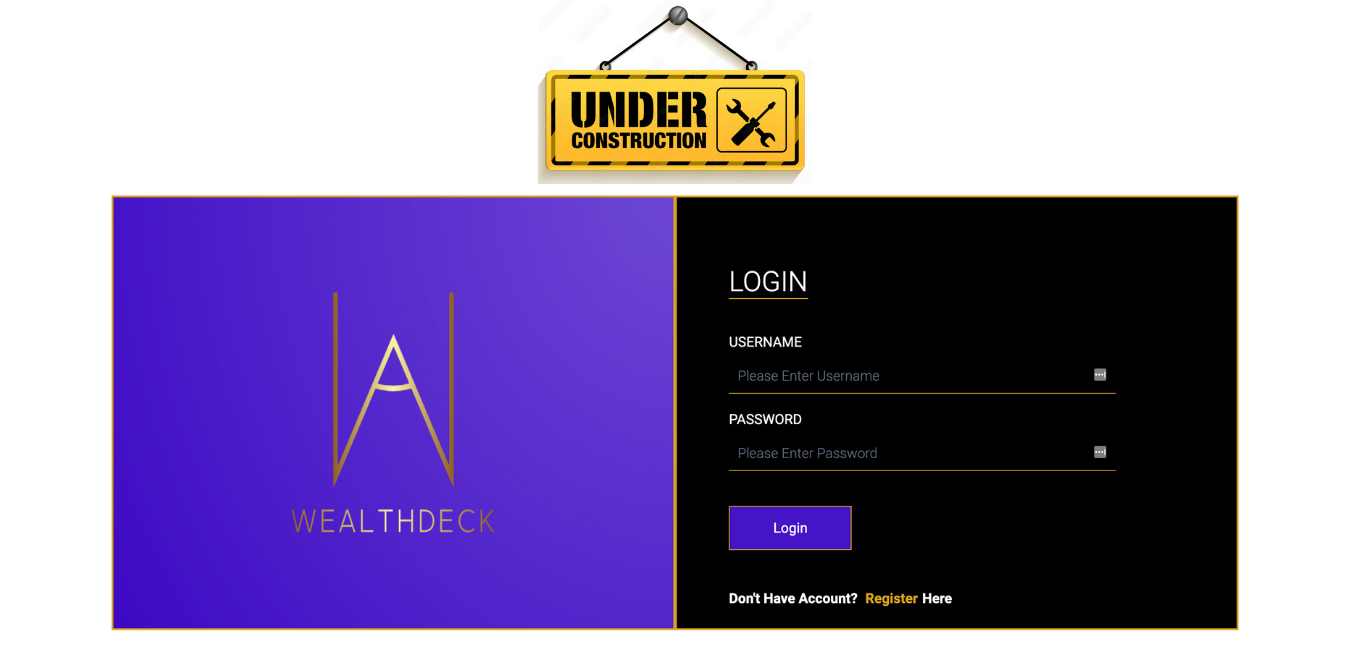 UNDER
CONSTRUCTION
LOGIN
USERNAME
Please Enter Username
PASSWORD
Please Enter Password
WEALTHDECK
Login
Don't Have Account? Register Here